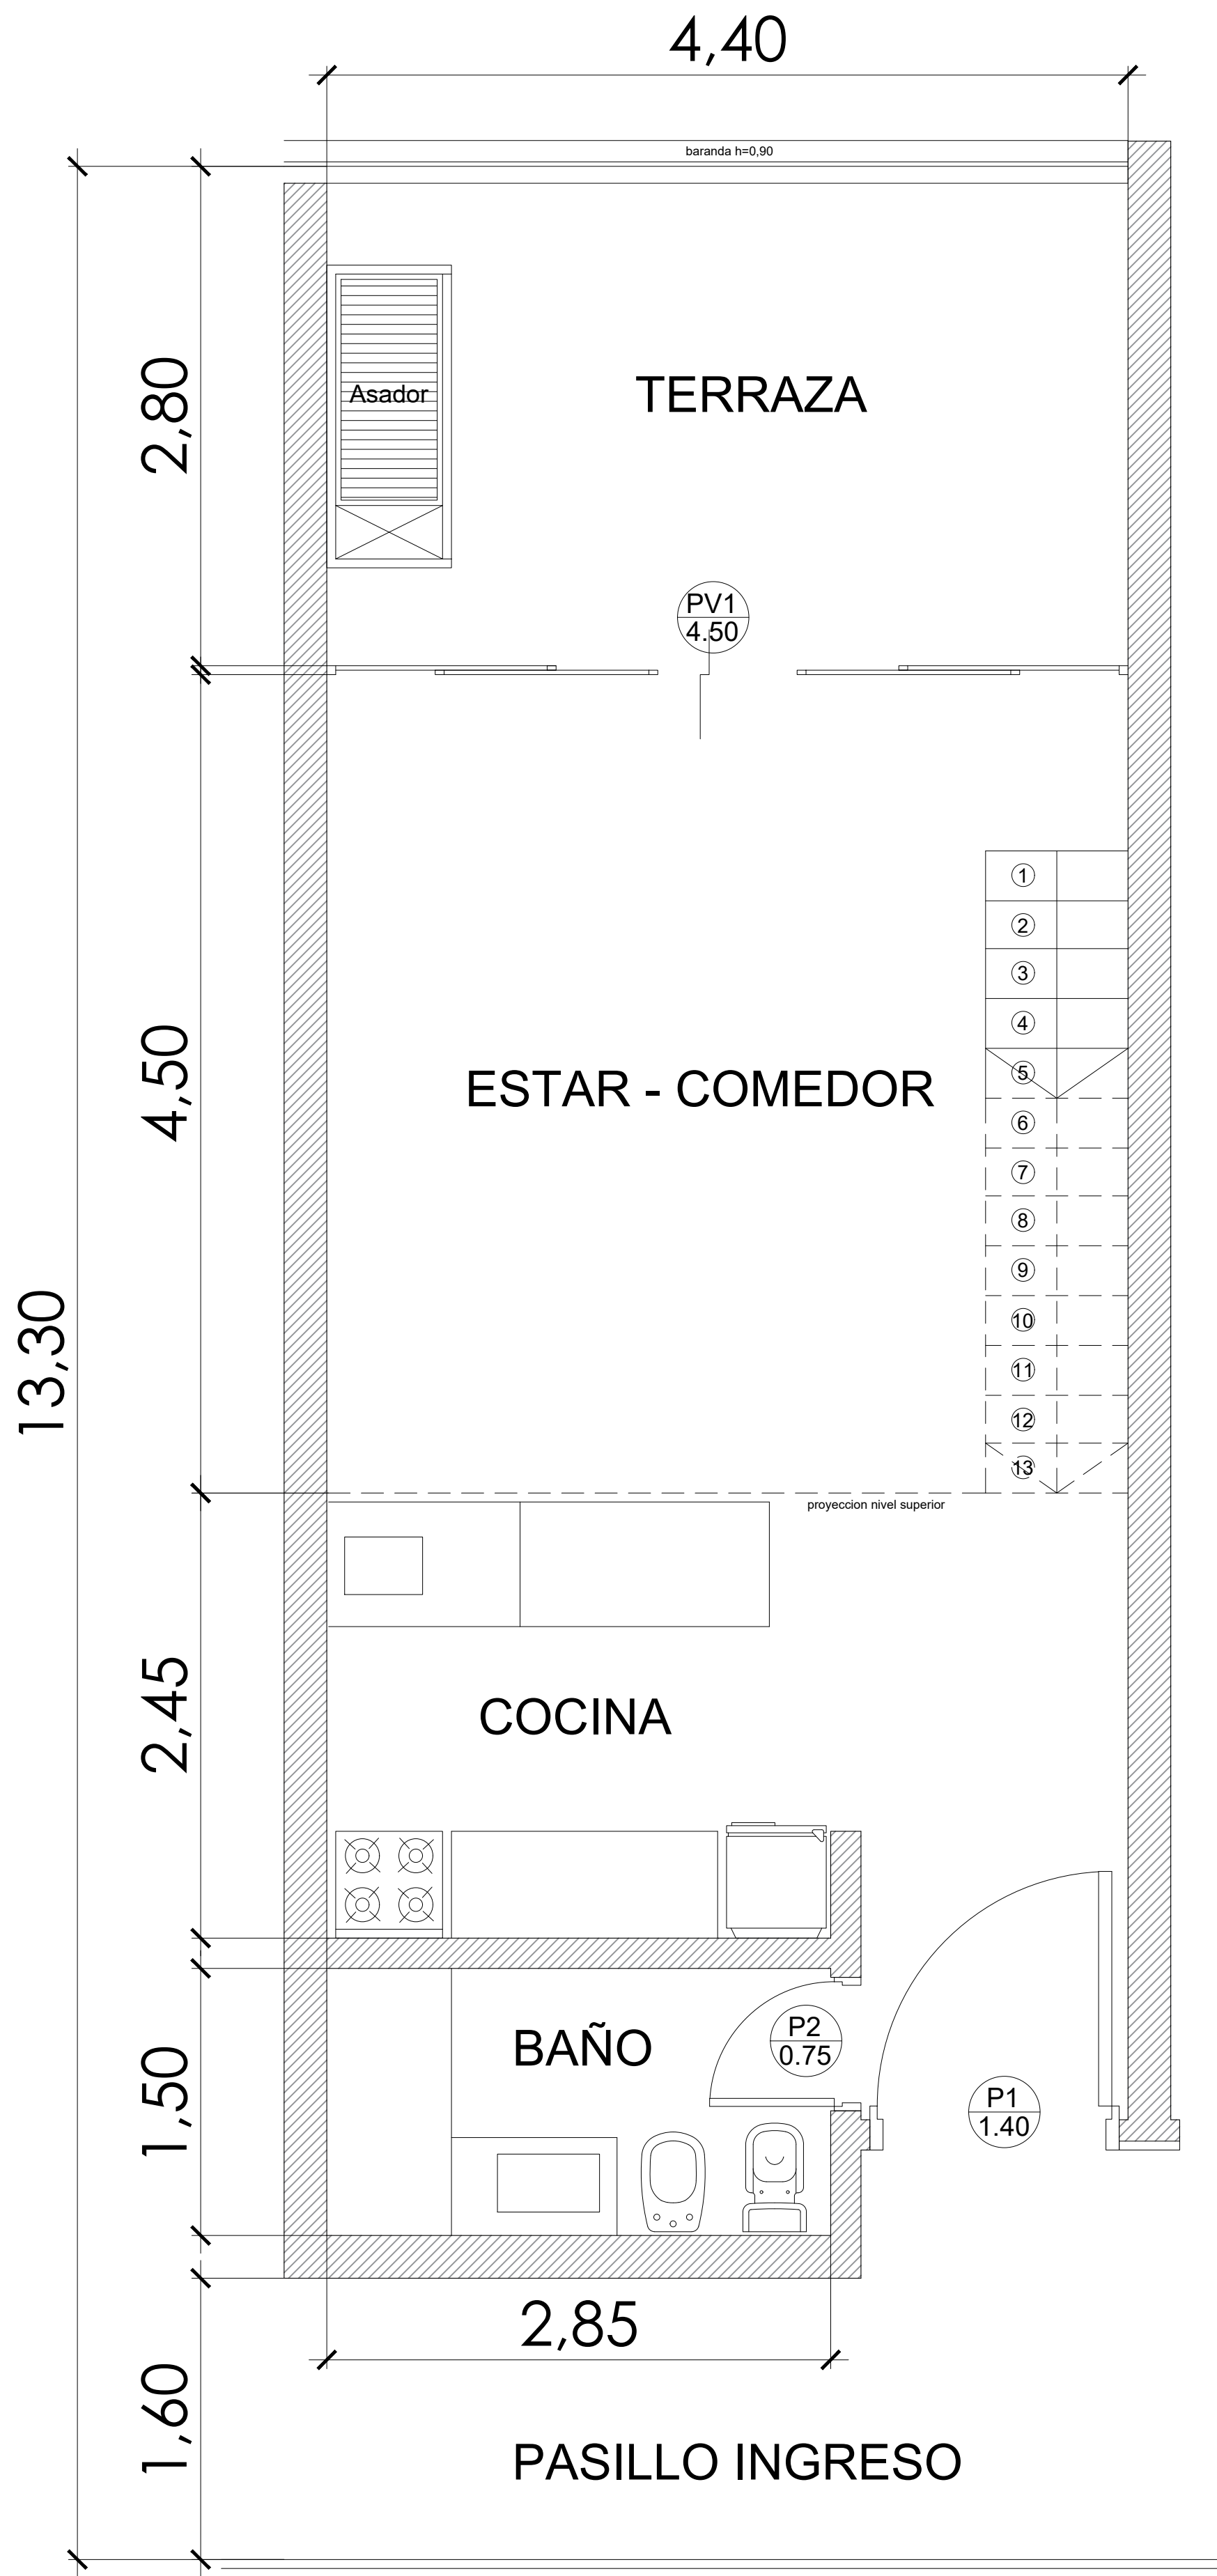 4,40
baranda h=0,90
2,80
Asador
TERRAZA
PV1
4.50
1
2
3
4
5
6
7
8
9
10
11
12
13
4,50
ESTAR - COMEDOR
13,30
proyeccion nivel superior
2,45
COCINA
1,50
BAÑO
P2
0.75
P1
1.40
2,85
1,60
PASILLO INGRESO